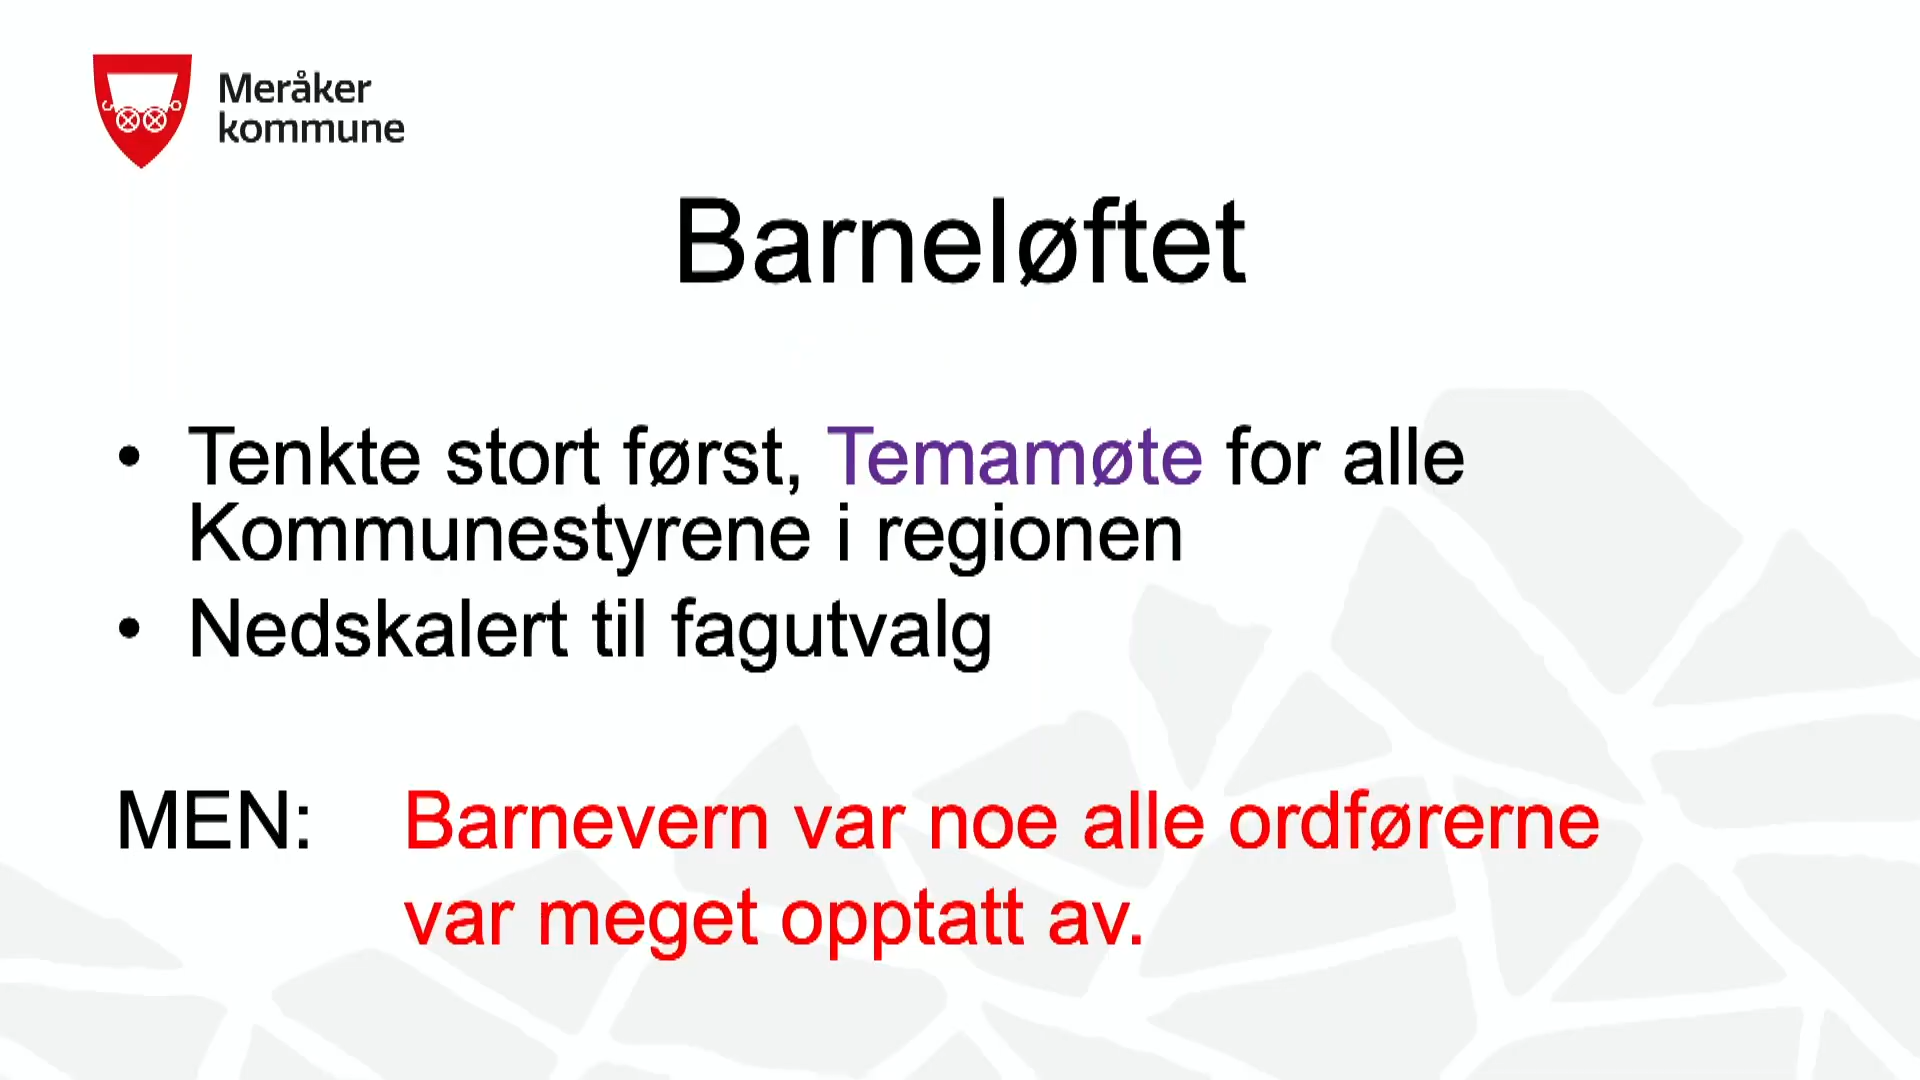 Meråker
kommune
Barneløftet
• Tenkte stort først, Temamøte for alle
Kommunestyrene i regionen
• Nedskalert til fagutvalg
MEN: Barnevern var noe alle ordførerne
var meget opptatt av.